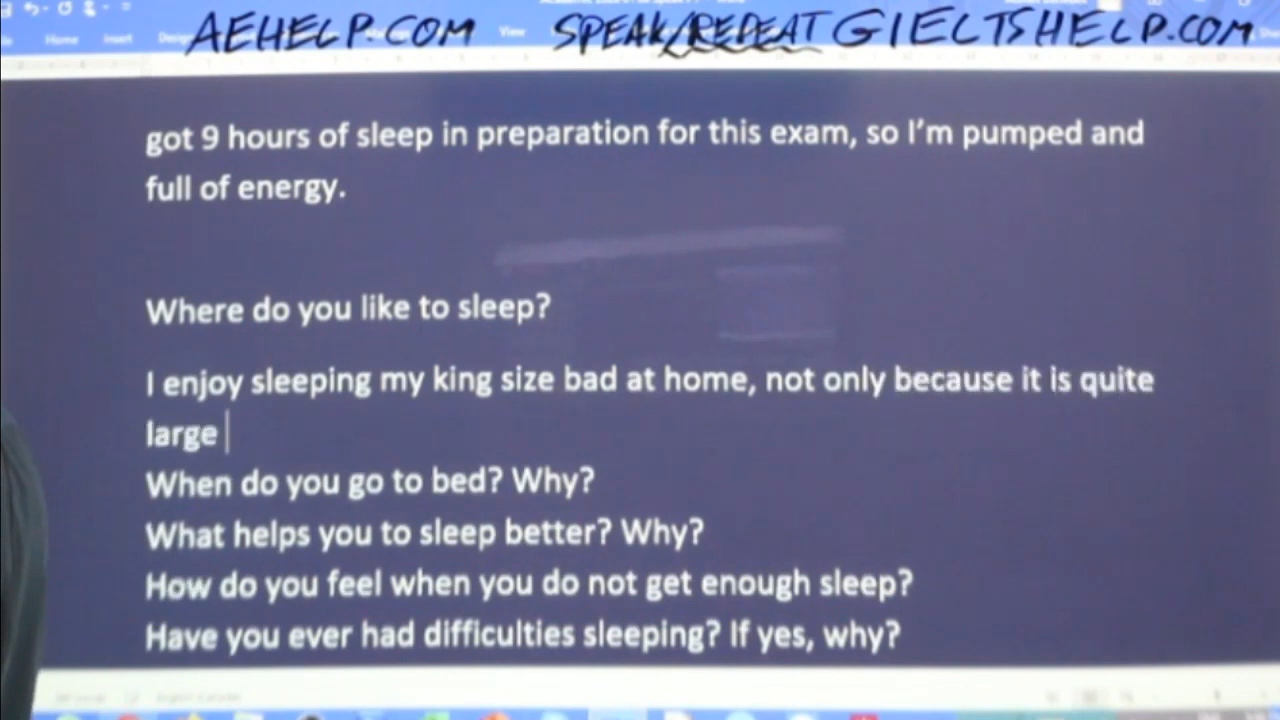 AEHELP.COM SPEAK/REPEAT GIELTSHELP.COM
Home Insert View
got 9 hours of sleep in preparation for this exam, so I'm pumped and
full of energy.
Where do you like to sleep?
I enjoy sleeping my king size bad at home, not only because it is quite
large
When do you go to bed? Why?
What helps you to sleep better? Why?
How do you feel when you do not get enough sleep?
Have you ever had difficulties sleeping? If yes, why?